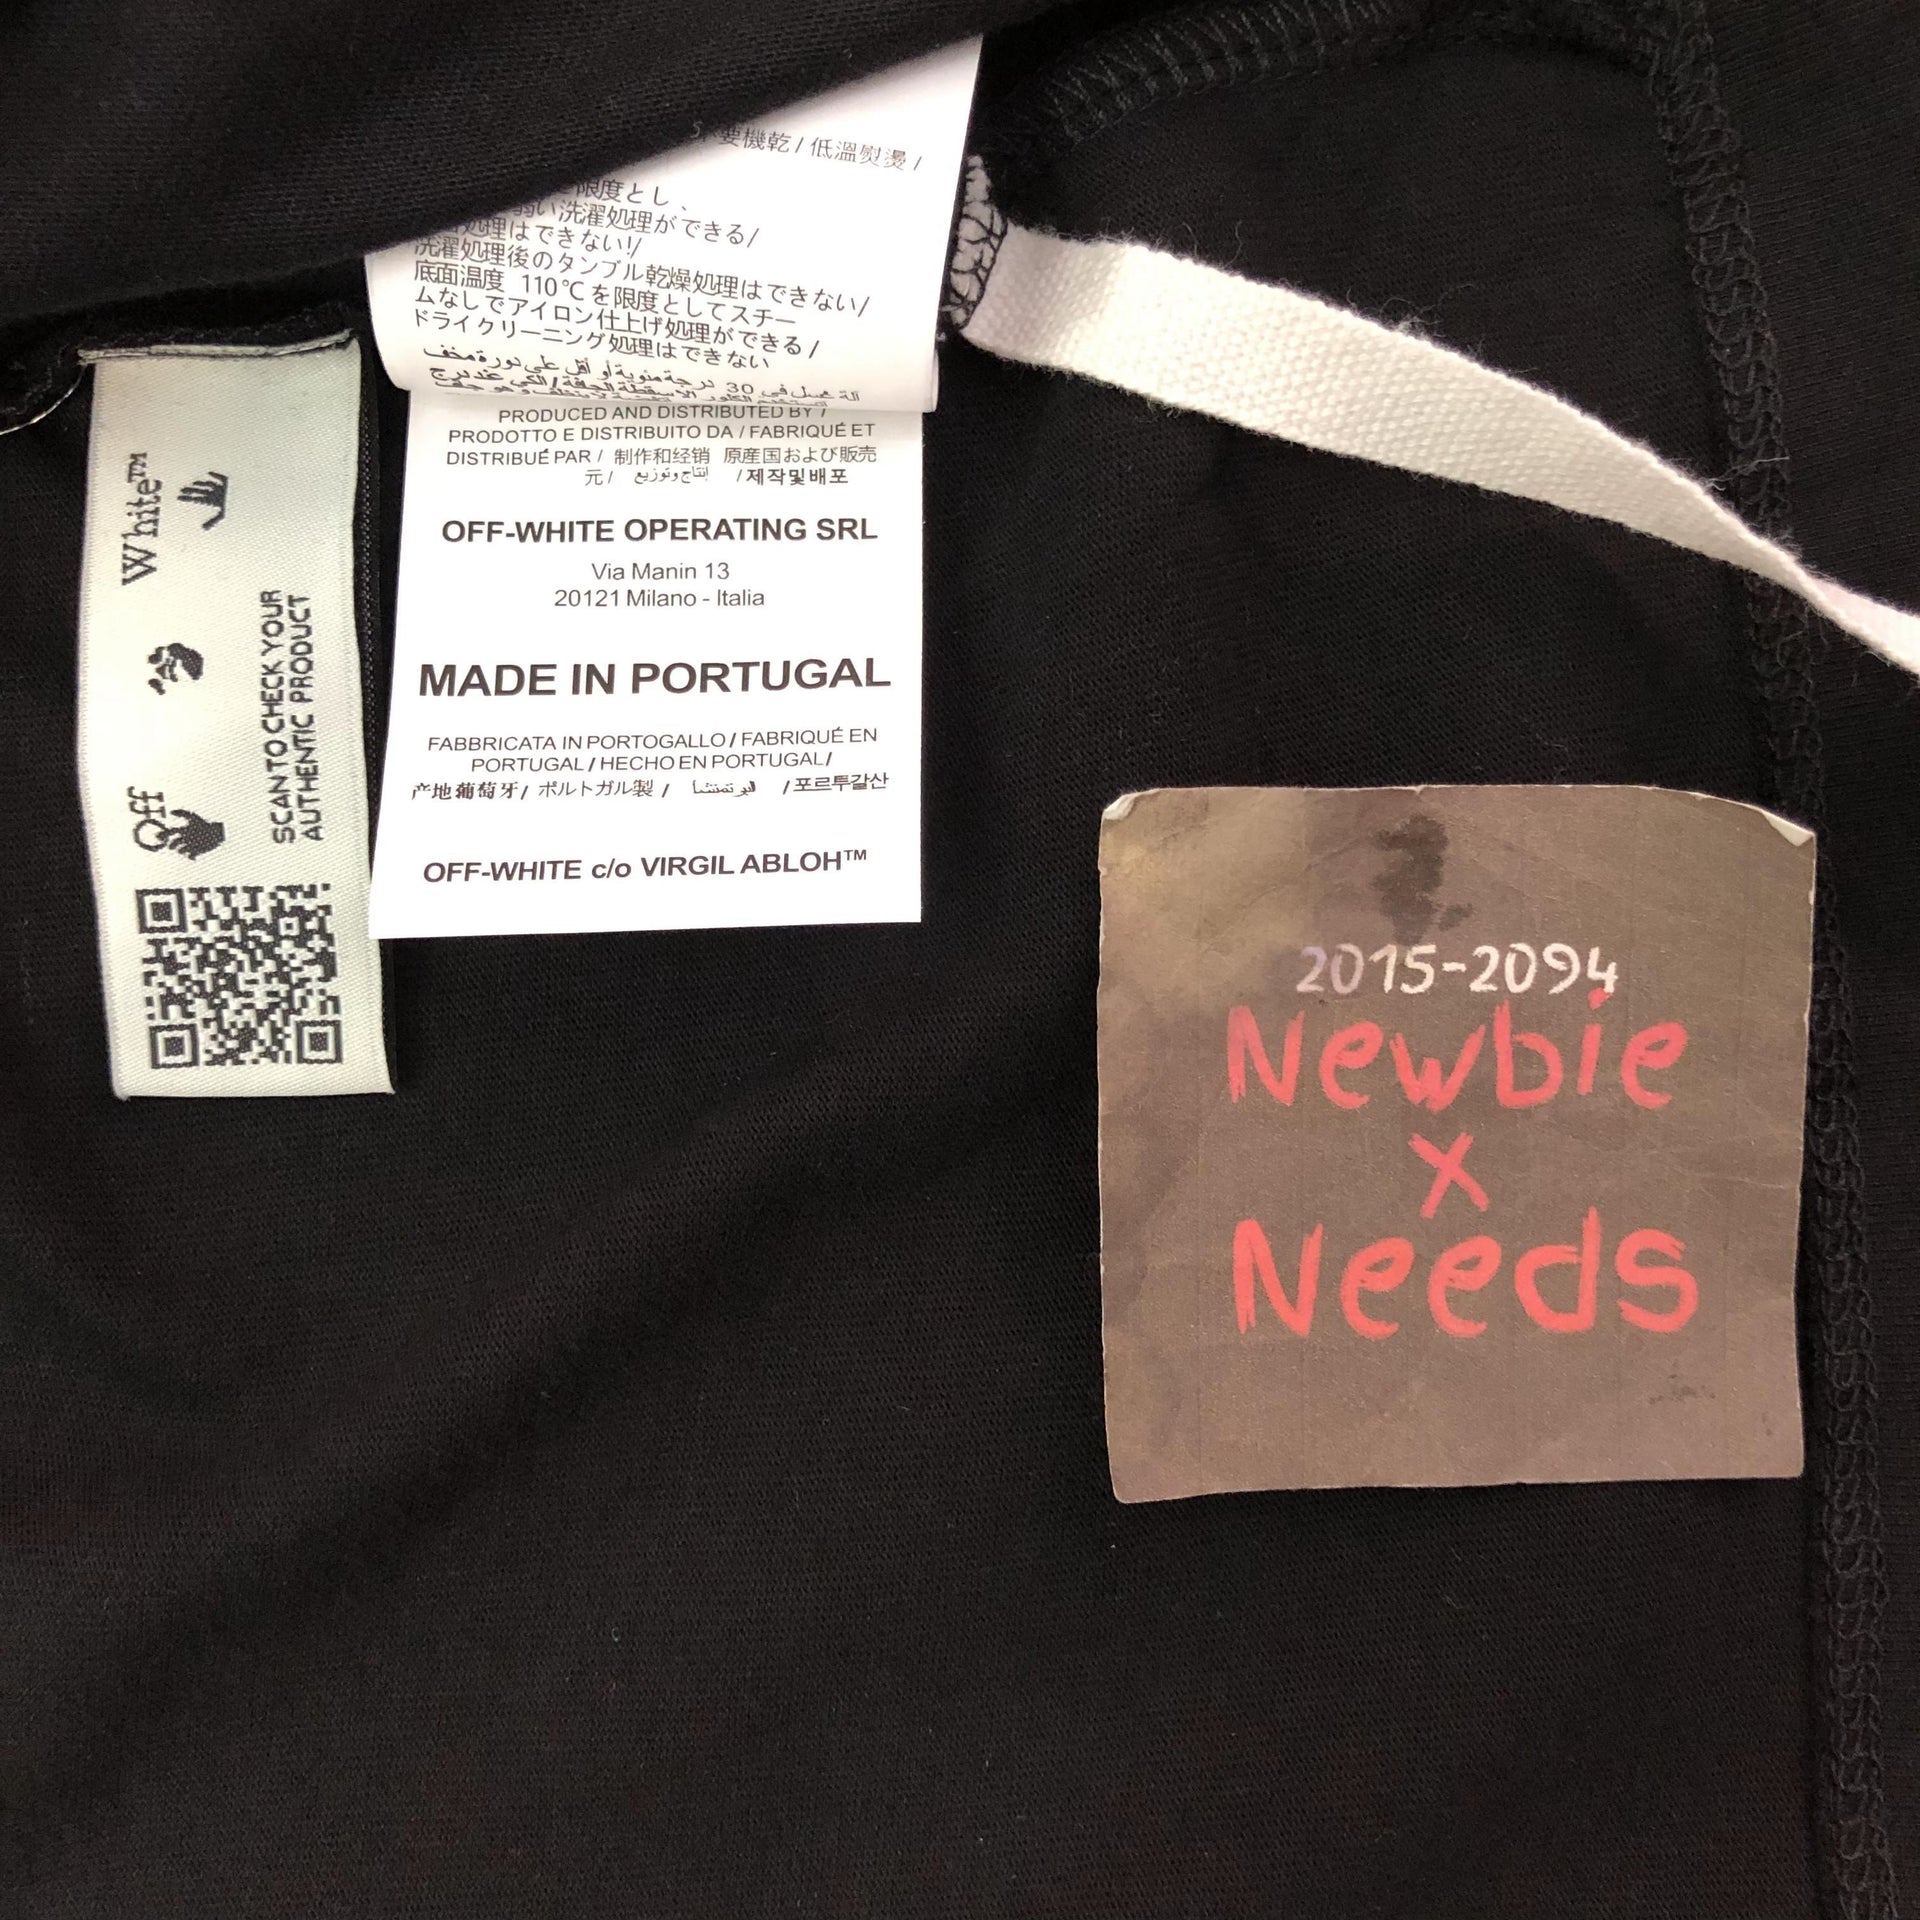 要機乾 / 低溫熨燙 /
限度とし、
弱い洗濯処理ができる/
処理はできない!/
洗濯処理後のタンブル乾燥処理はできない/
底面温度 110℃を限度としてスチー
ムなしでアイロン仕上げ処理ができる /
ドライクリーニング処理はできない
PRODUCED AND DISTRIBUTED BY /
PRODOTTO E DISTRIBUITO DA / FABRIQUÉ ET
DISTRIBUÉ PAR / 制作和经销 原産国および販売
元 / إنتاج وتوزيع / 제작및배포
OFF-WHITE OPERATING SRL
Via Manin 13
20121 Milano - Italia
MADE IN PORTUGAL
FABBRICATA IN PORTOGALLO / FABRIQUÉ EN
PORTUGAL / HECHO EN PORTUGAL /
产地葡萄牙 / ポルトガル製 / / 포르투갈산
OFF-WHITE c/o VIRGIL ABLOH™
Off White™
SCAN TO CHECK YOUR
AUTHENTIC PRODUCT
2015-2094
Newbie
x
Needs